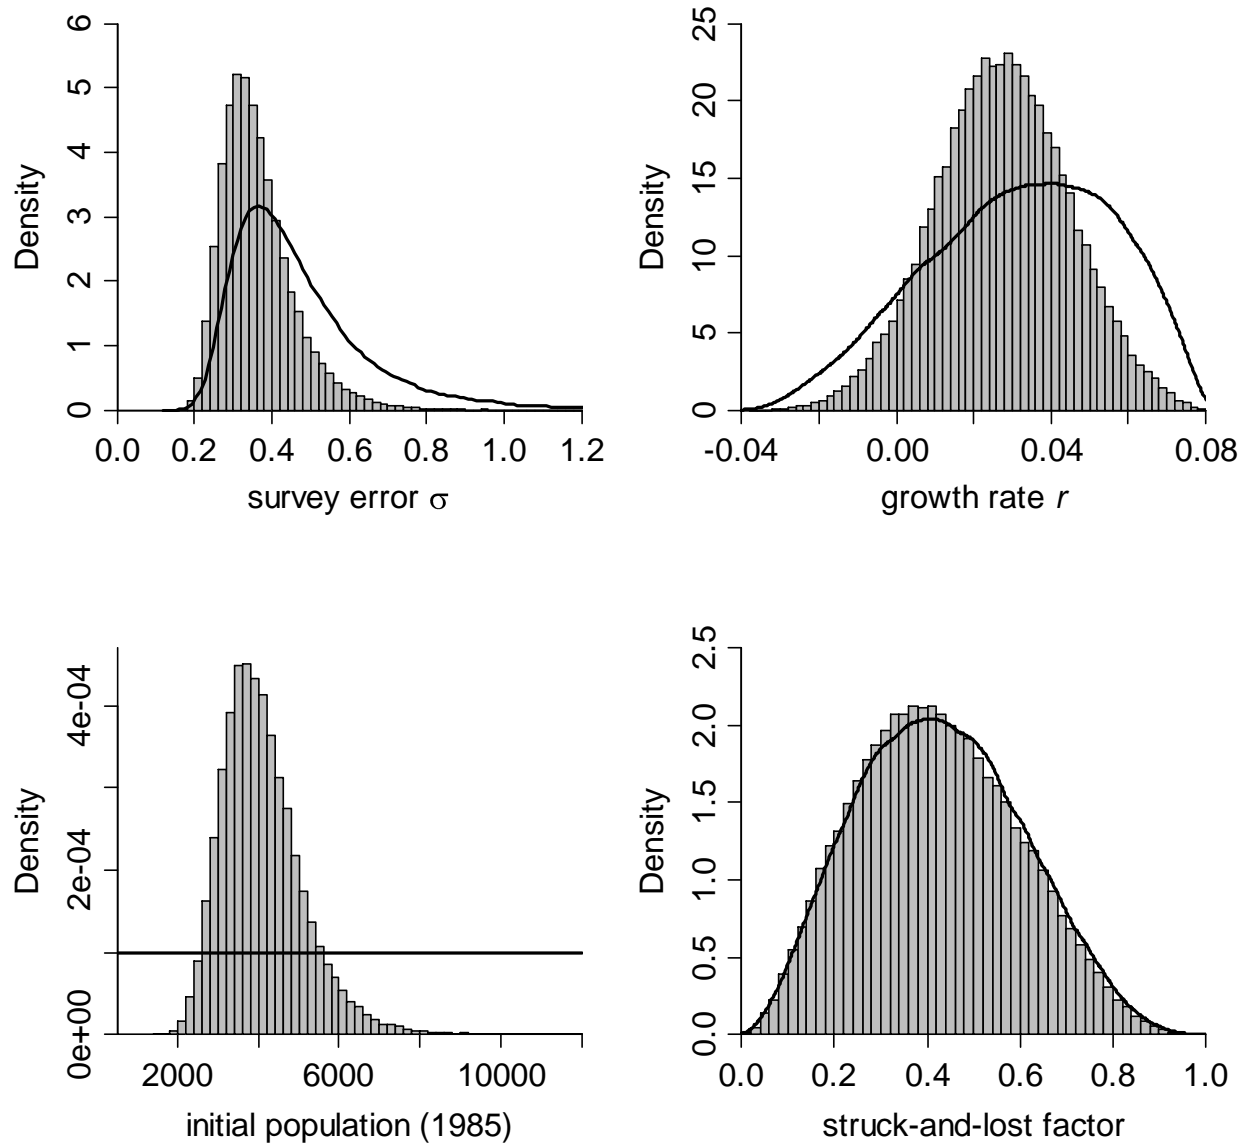 Density
6
5
4
3
2
1
0
0.0 0.2 0.4 0.6 0.8 1.0 1.2
survey error σ
Density
25
20
15
10
5
0
-0.04 0.00 0.04 0.08
growth rate r
Density
4e-04
2e-04
0e+00
2000 6000 10000
initial population (1985)
Density
2.5
2.0
1.5
1.0
0.5
0.0
0.0 0.2 0.4 0.6 0.8 1.0
struck-and-lost factor